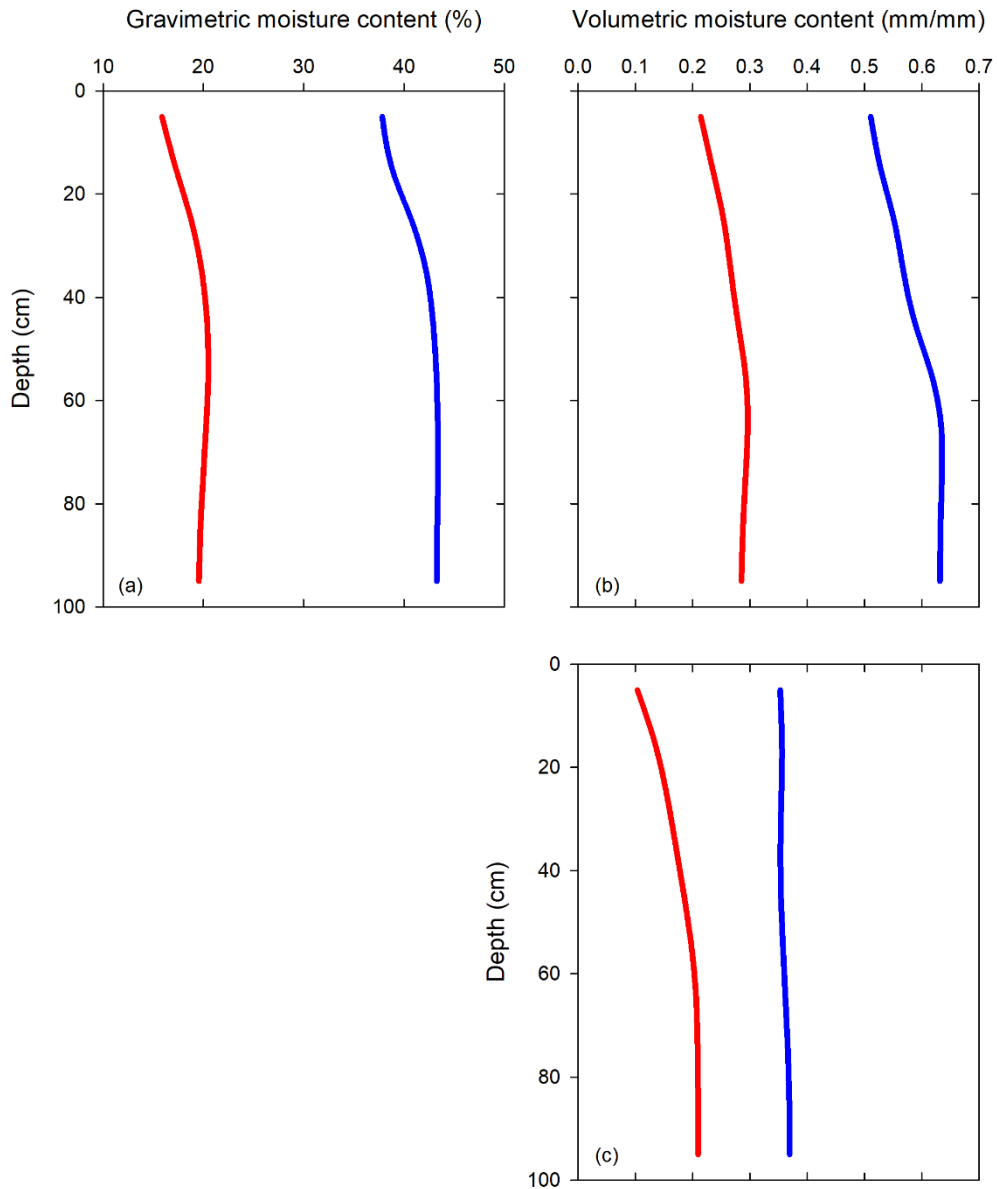 Gravimetric moisture content (%)
Volumetric moisture content (mm/mm)
10 20 30 40 50
0.0 0.1 0.2 0.3 0.4 0.5 0.6 0.7
0
20
40
60
80
100
Depth (cm)
(a)
(b)
0
20
40
60
80
100
Depth (cm)
(c)